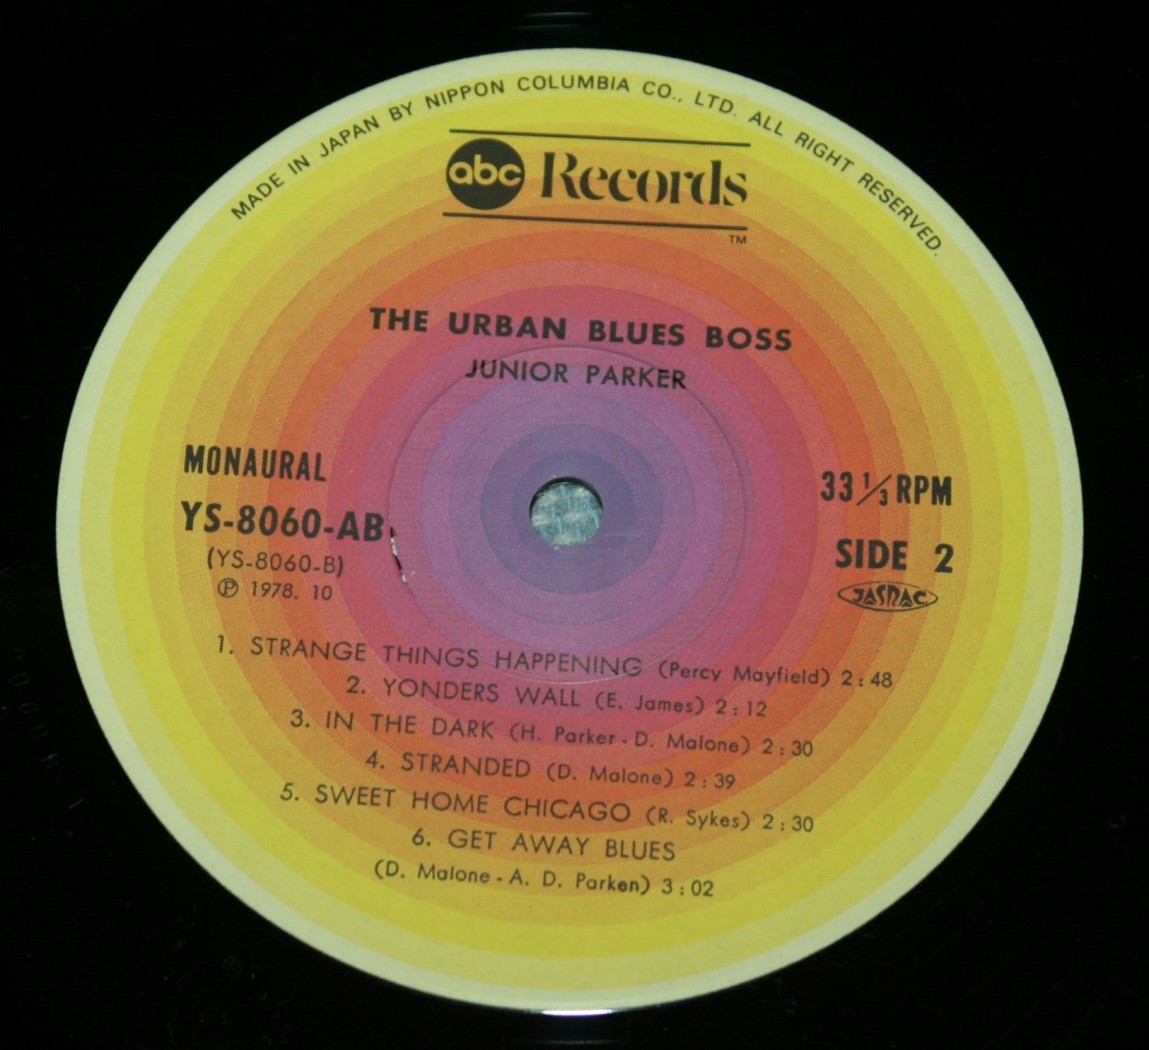 MADE IN JAPAN BY NIPPON COLUMBIA CO., LTD. ALL RIGHT RESERVED.
abc Records
TM
THE URBAN BLUES BOSS
JUNIOR PARKER
MONAURAL
YS-8060-AB
(YS-8060-B)
Ⓟ 1978. 10
33 1/3 RPM
SIDE 2
JASRAC
1. STRANGE THINGS HAPPENING (Percy Mayfield) 2:48
2. YONDERS WALL (E. James) 2:12
3. IN THE DARK (H. Parker - D. Malone) 2:30
4. STRANDED (D. Malone) 2:39
5. SWEET HOME CHICAGO (R. Sykes) 2:30
6. GET AWAY BLUES
(D. Malone - A. D. Parken) 3:02